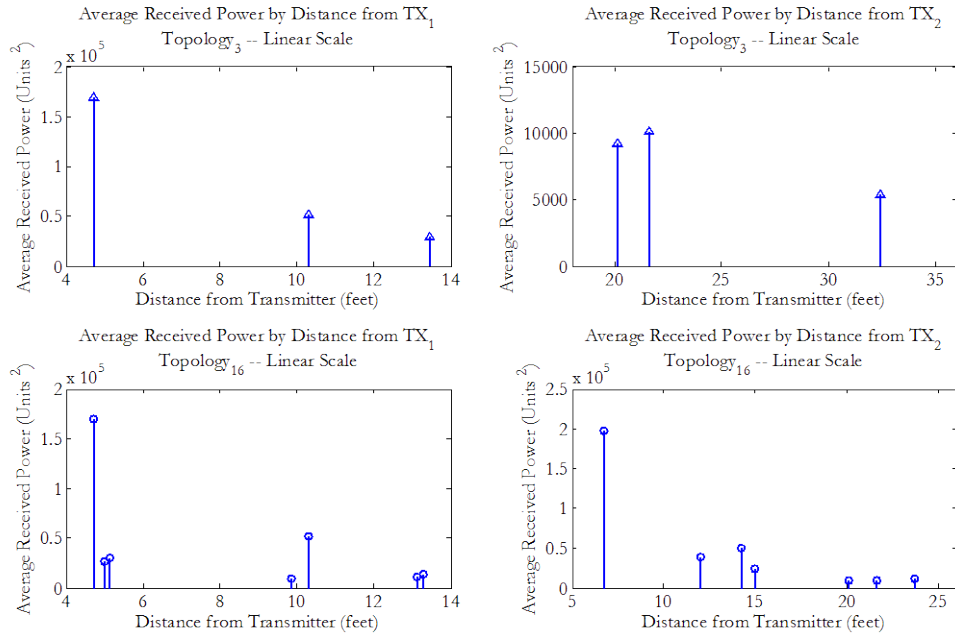 Average Received Power by Distance from TX₁
Topology₃ -- Linear Scale
x 10⁵
2
1.5
1
0.5
0
4 6 8 10 12 14
Average Received Power (Units ²)
Distance from Transmitter (feet)
Average Received Power by Distance from TX₂
Topology₃ -- Linear Scale
15000
10000
5000
0
20 25 30 35
Average Received Power (Units ²)
Distance from Transmitter (feet)
Average Received Power by Distance from TX₁
Topology₁₆ -- Linear Scale
x 10⁵
2
1.5
1
0.5
0
4 6 8 10 12 14
Average Received Power (Units ²)
Distance from Transmitter (feet)
Average Received Power by Distance from TX₂
Topology₁₆ -- Linear Scale
x 10⁵
2.5
2
1.5
1
0.5
0
5 10 15 20 25
Average Received Power (Units ²)
Distance from Transmitter (feet)